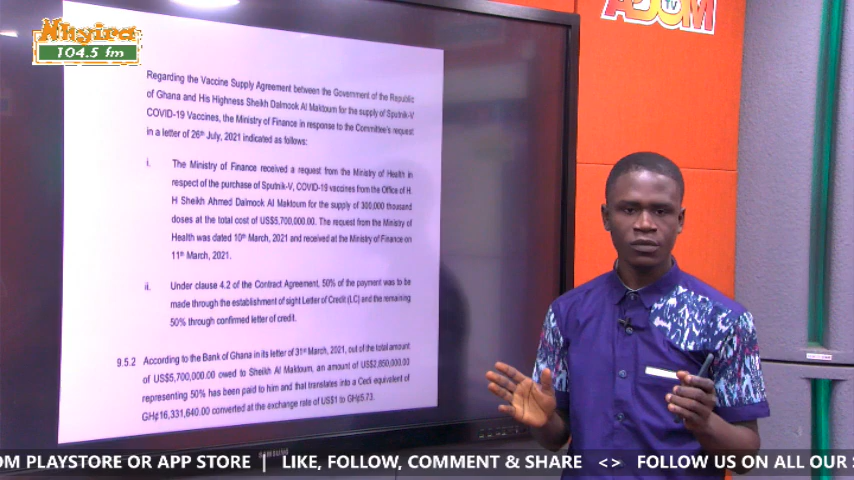 Nhyira
104.5 fm
ADOM
TV
Regarding the Vaccine Supply Agreement between the Government of the Republic
of Ghana and His Highness Sheikh Dalmook Al Maktoum for the supply of Sputnik-V
COVID-19 Vaccines, the Ministry of Finance in response to the Committee's request
in a letter of 26th July, 2021 indicated as follows:
i. The Ministry of Finance received a request from the Ministry of Health in
respect of the purchase of Sputnik-V, COVID-19 vaccines from the Office of H.
H Sheikh Ahmed Dalmook Al Maktoum for the supply of 300,000 thousand
doses at the total cost of US$5,700,000.00. The request from the Ministry of
Health was dated 10th March, 2021 and received at the Ministry of Finance on
11th March, 2021.
ii. Under clause 4.2 of the Contract Agreement, 50% of the payment was to be
made through the establishment of sight Letter of Credit (LC) and the remaining
50% through confirmed letter of credit.
9.5.2 According to the Bank of Ghana in its letter of 31st March, 2021, out of the total amount
of US$5,700,000.00 owed to Sheikh Al Maktoum, an amount of US$2,850,000.00
representing 50% has been paid to him and that translates into a Cedi equivalent of
GH¢16,331,640.00 converted at the exchange rate of US$1 to GH¢5.73.
SAMSUNG
OM PLAYSTORE OR APP STORE | LIKE, FOLLOW, COMMENT & SHARE <> FOLLOW US ON ALL OUR S